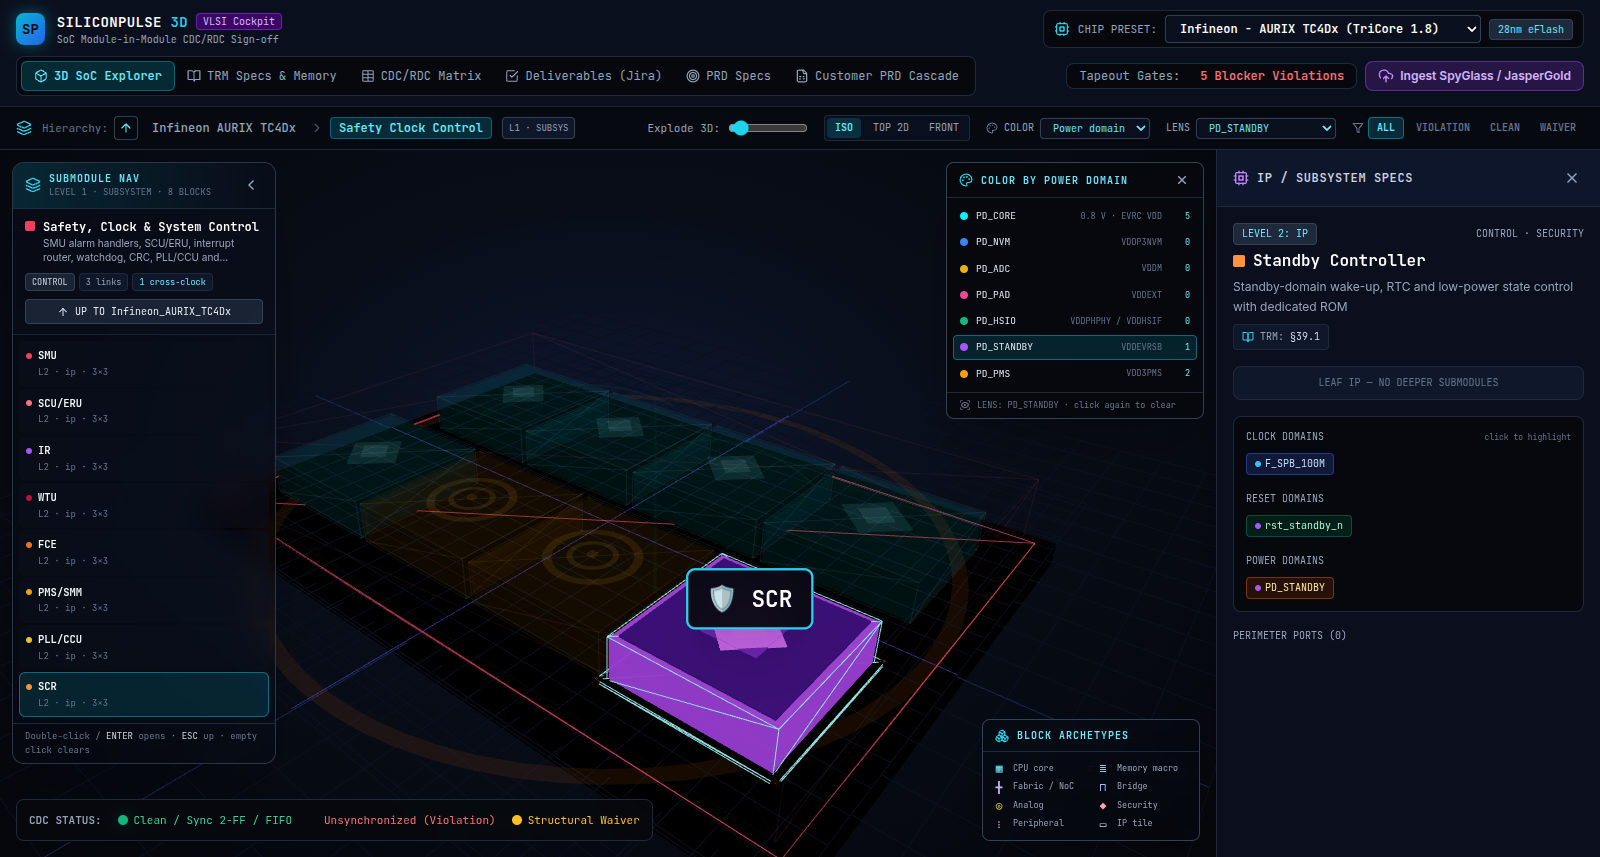 SP
SILICONPULSE 3D VLSI Cockpit
SoC Module-in-Module CDC/RDC Sign-off
CHIP PRESET: Infineon - AURIX TC4Dx (TriCore 1.8) 28nm eFlash
3D SoC Explorer TRM Specs & Memory CDC/RDC Matrix Deliverables (Jira) PRD Specs Customer PRD Cascade
Tapeout Gates: 5 Blocker Violations Ingest SpyGlass / JasperGold
Hierarchy: Infineon AURIX TC4Dx Safety Clock Control L1 · SUBSYS
Explode 3D: ISO TOP 2D FRONT COLOR Power domain LENS PD_STANDBY ALL VIOLATION CLEAN WAIVER
SUBMODULE NAV
LEVEL 1 · SUBSYSTEM · 8 BLOCKS
Safety, Clock & System Control
SMU alarm handlers, SCU/ERU, interrupt
router, watchdog, CRC, PLL/CCU and…
CONTROL 3 links 1 cross-clock
UP TO Infineon_AURIX_TC4Dx
SMU
L2 · ip · 3×3
SCU/ERU
L2 · ip · 3×3
IR
L2 · ip · 3×3
WTU
L2 · ip · 3×3
FCE
L2 · ip · 3×3
PMS/SMM
L2 · ip · 3×3
PLL/CCU
L2 · ip · 3×3
SCR
L2 · ip · 3×3
Double-click / ENTER opens · ESC up · empty
click clears
SCR
COLOR BY POWER DOMAIN
PD_CORE 0.8 V · EVRC VDD 5
PD_NVM VDDP3NVM 0
PD_ADC VDDM 0
PD_PAD VDDEXT 0
PD_HSIO VDDPHPHY / VDDHSIF 0
PD_STANDBY VDDEVRSB 1
PD_PMS VDD3PMS 2
LENS: PD_STANDBY · click again to clear
BLOCK ARCHETYPES
CPU core Memory macro
Fabric / NoC Bridge
Analog Security
Peripheral IP tile
CDC STATUS: Clean / Sync 2-FF / FIFO Unsynchronized (Violation) Structural Waiver
IP / SUBSYSTEM SPECS
LEVEL 2: IP CONTROL · SECURITY
Standby Controller
Standby-domain wake-up, RTC and low-power state control
with dedicated ROM
TRM: §39.1
LEAF IP — NO DEEPER SUBMODULES
CLOCK DOMAINS click to highlight
F_SPB_100M
RESET DOMAINS
rst_standby_n
POWER DOMAINS
PD_STANDBY
PERIMETER PORTS (0)